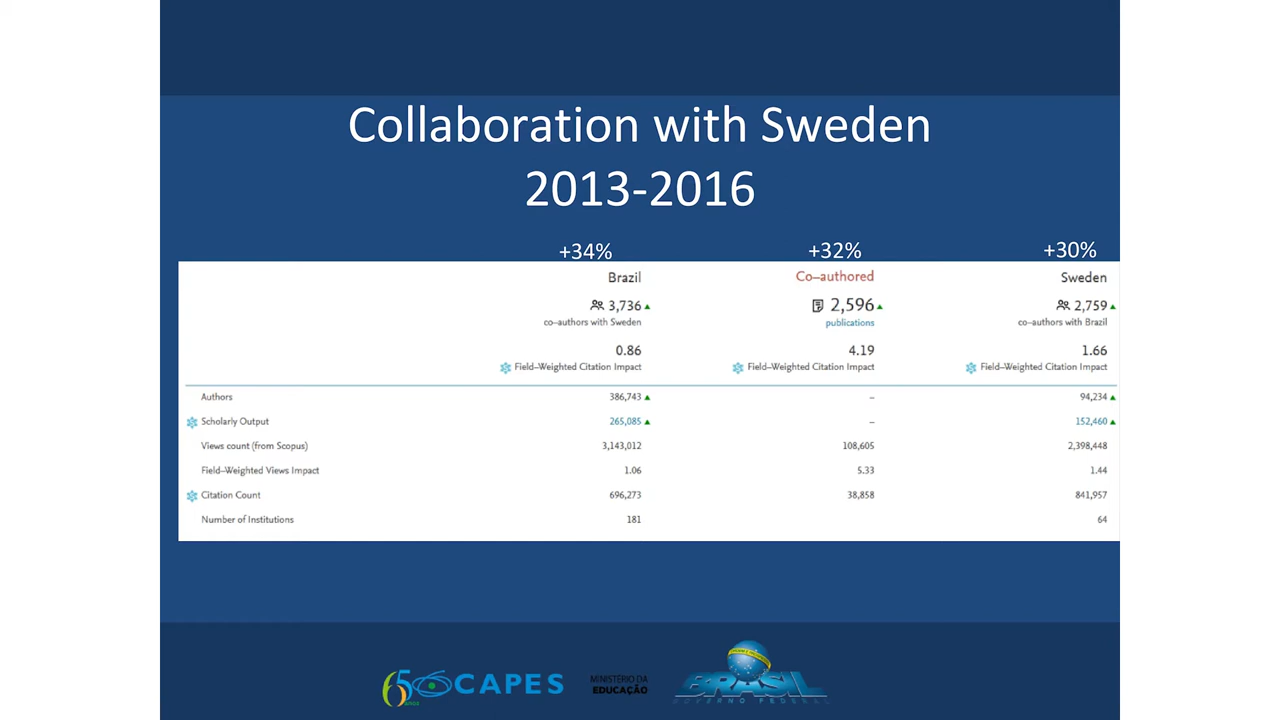 Collaboration with Sweden
2013-2016
+34% +32% +30%
Brazil Co-authored Sweden
3,736 2,596 2,759
co-authors with Sweden publications co-authors with Brazil
0.86 4.19 1.66
Field-Weighted Citation Impact Field-Weighted Citation Impact Field-Weighted Citation Impact
Authors 386,743 – 94,234
Scholarly Output 265,085 – 152,460
Views count (from Scopus) 3,143,012 108,605 2,398,448
Field-Weighted Views Impact 1.06 5.33 1.44
Citation Count 696,273 38,858 841,957
Number of Institutions 181 64
65 anos CAPES
MINISTÉRIO DA
EDUCAÇÃO
BRASIL
GOVERNO FEDERAL